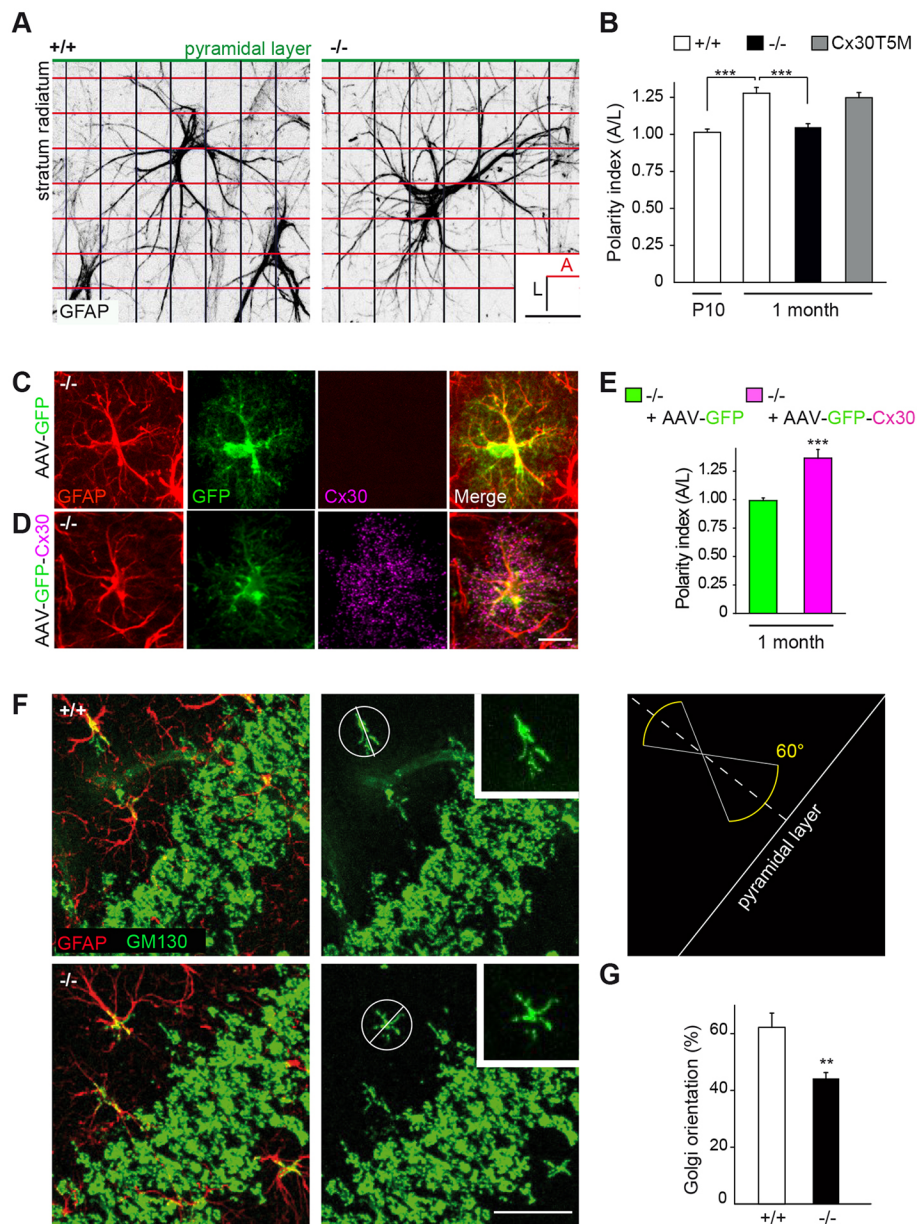 A
+/+
pyramidal layer
-/-
stratum radiatum
GFAP
A
L
B
+/+
-/-
Cx30T5M
Polarity index (A/L)
***
***
1.25
1.00
0.75
0.50
1.25
0
P10
1 month
C
-/-
AAV-GFP
GFAP
GFP
Cx30
Merge
D
-/-
AAV-GFP-Cx30
E
-/-
+ AAV-GFP
-/-
+ AAV-GFP-Cx30
Polarity index (A/L)
***
1.25
1.00
0.75
0.50
1.25
0
1 month
F
+/+
GFAP
GM130
60°
pyramidal layer
-/-
G
Golgi orientation (%)
**
60
40
20
0
+/+
-/-